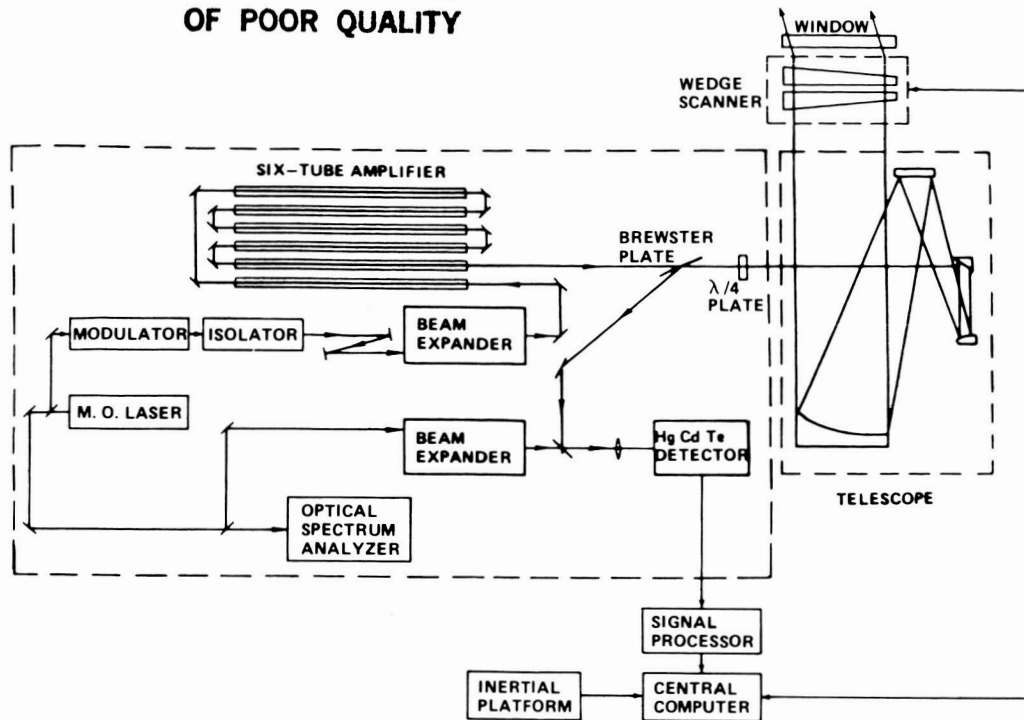 OF POOR QUALITY
WINDOW
WEDGE
SCANNER
SIX-TUBE AMPLIFIER
BREWSTER
PLATE
λ/4
PLATE
MODULATOR
ISOLATOR
BEAM
EXPANDER
M. O. LASER
BEAM
EXPANDER
Hg Cd Te
DETECTOR
TELESCOPE
OPTICAL
SPECTRUM
ANALYZER
SIGNAL
PROCESSOR
INERTIAL
PLATFORM
CENTRAL
COMPUTER